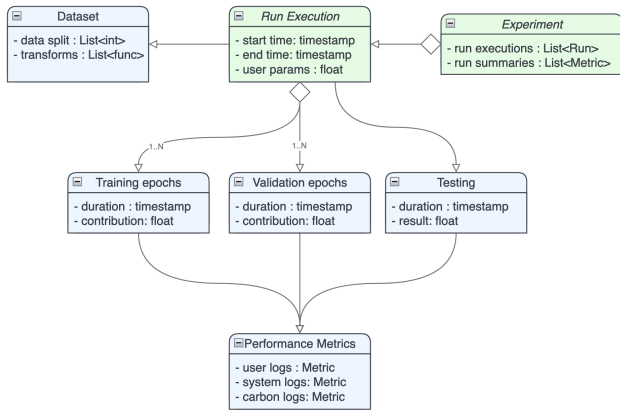 Dataset
- data split : List<int>
- transforms : List<func>
Run Execution
- start time: timestamp
- end time: timestamp
- user params : float
Experiment
- run executions : List<Run>
- run summaries : List<Metric>
1..N
1..N
Training epochs
- duration : timestamp
- contribution: float
Validation epochs
- duration : timestamp
- contribution: float
Testing
- duration : timestamp
- result: float
Performance Metrics
- user logs : Metric
- system logs: Metric
- carbon logs: Metric